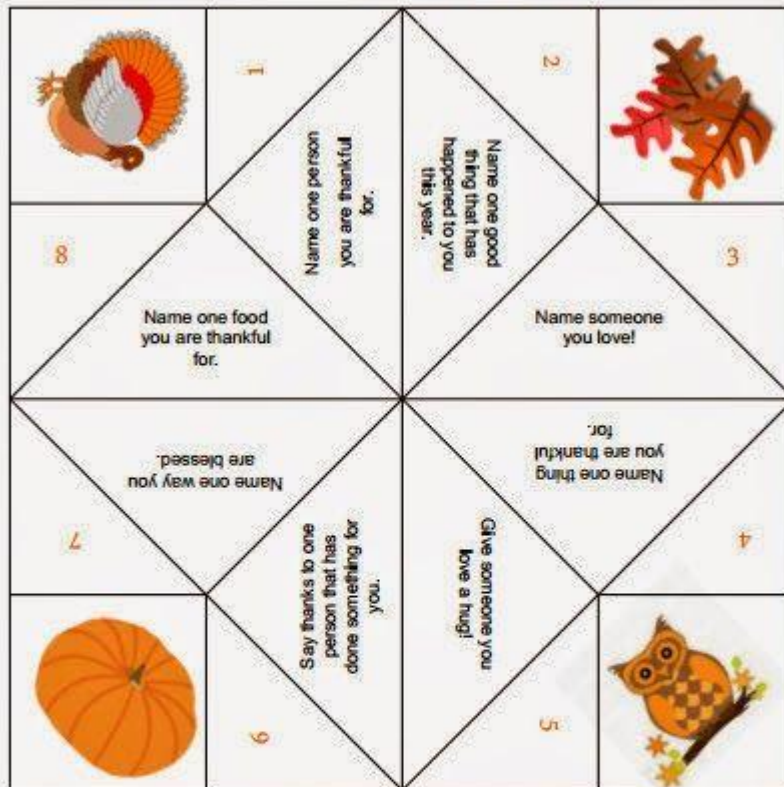 1
Name one person
you are thankful
for.
2
Name one good
thing that has
happened to you
this year.
3
Name someone
you love!
4
Name one thing
you are thankful
for.
5
Give someone you
love a hug!
6
Say thanks to one
person that has
done something for
you.
7
Name one way you
are blessed.
8
Name one food
you are thankful
for.